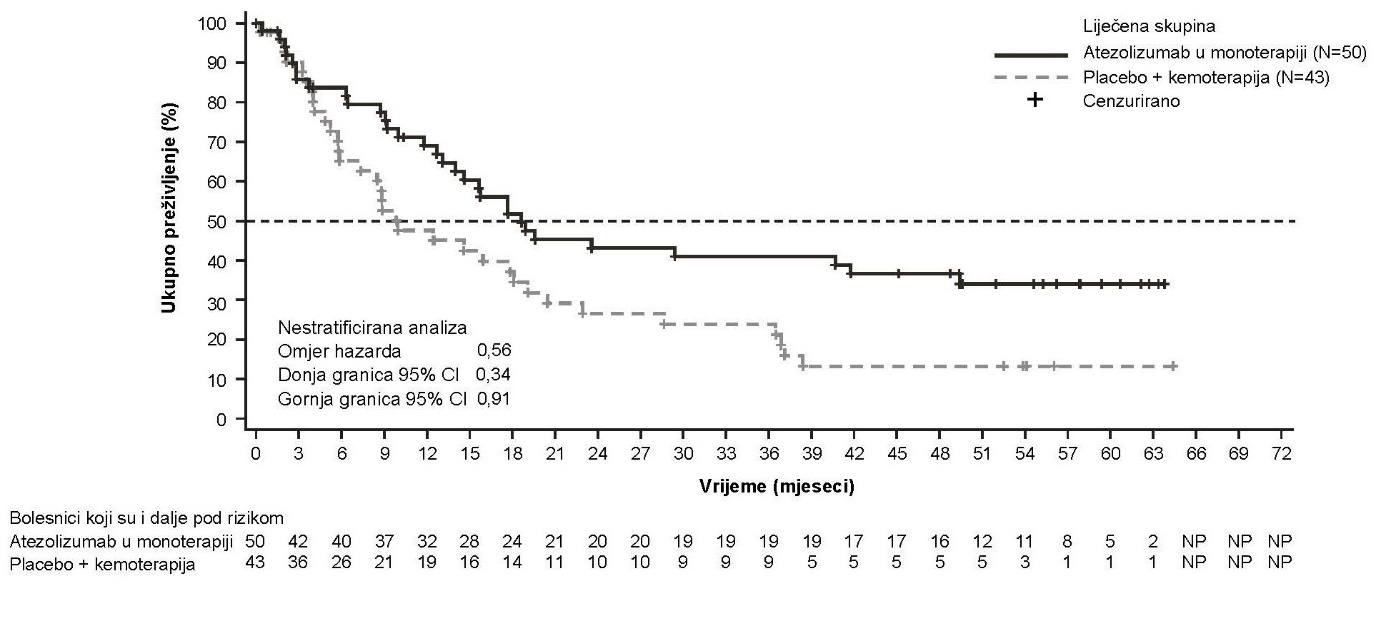 Liječena skupina
Atezolizumab u monoterapiji (N=50)
Placebo + kemoterapija (N=43)
Cenzurirano
Ukupno preživljenje (%)
100
90
80
70
60
50
40
30
20
10
0
Nestratificirana analiza
Omjer hazarda 0,56
Donja granica 95% CI 0,34
Gornja granica 95% CI 0,91
0 3 6 9 12 15 18 21 24 27 30 33 36 39 42 45 48 51 54 57 60 63 66 69 72
Vrijeme (mjeseci)
Bolesnici koji su i dalje pod rizikom
Atezolizumab u monoterapiji 50 42 40 37 32 28 24 21 20 20 19 19 19 19 17 17 16 12 11 8 5 2 NP NP NP
Placebo + kemoterapija 43 36 26 21 19 16 14 11 10 10 9 9 9 5 5 5 5 5 3 1 1 1 NP NP NP